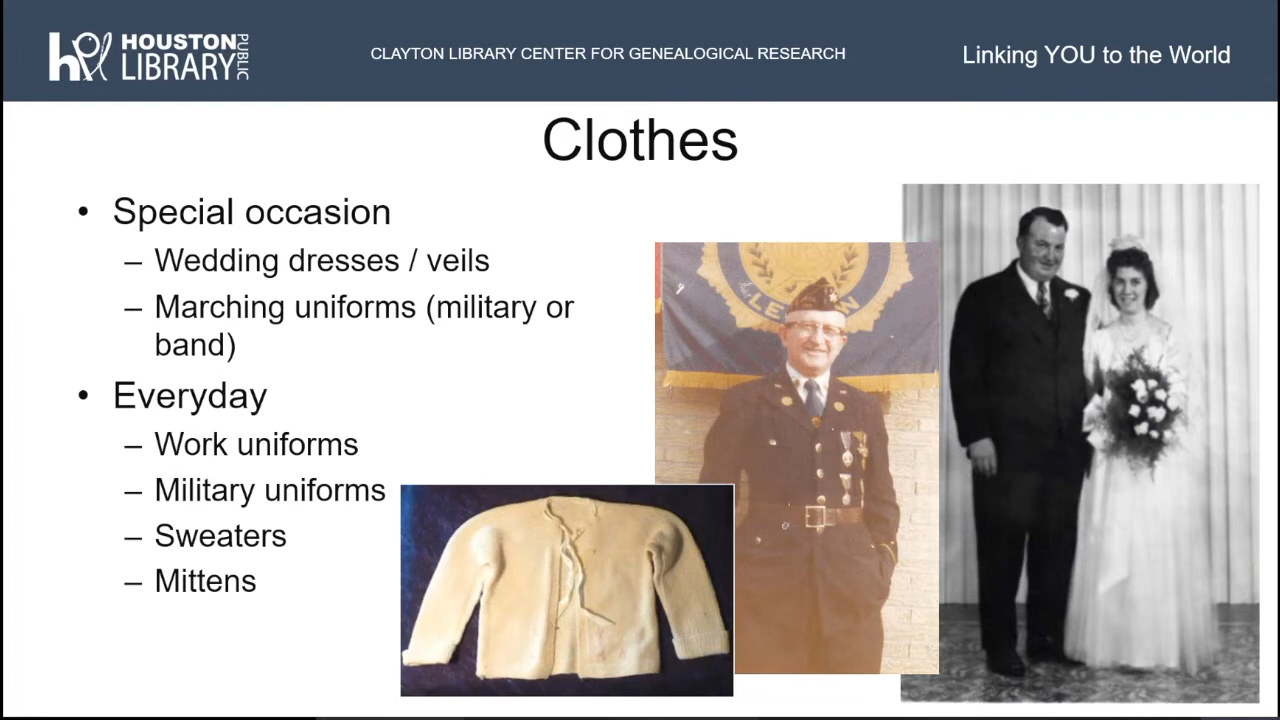 HOUSTON
LIBRARY
PUBLIC
CLAYTON LIBRARY CENTER FOR GENEALOGICAL RESEARCH
Linking YOU to the World
Clothes
• Special occasion
– Wedding dresses / veils
– Marching uniforms (military or
band)
• Everyday
– Work uniforms
– Military uniforms
– Sweaters
– Mittens